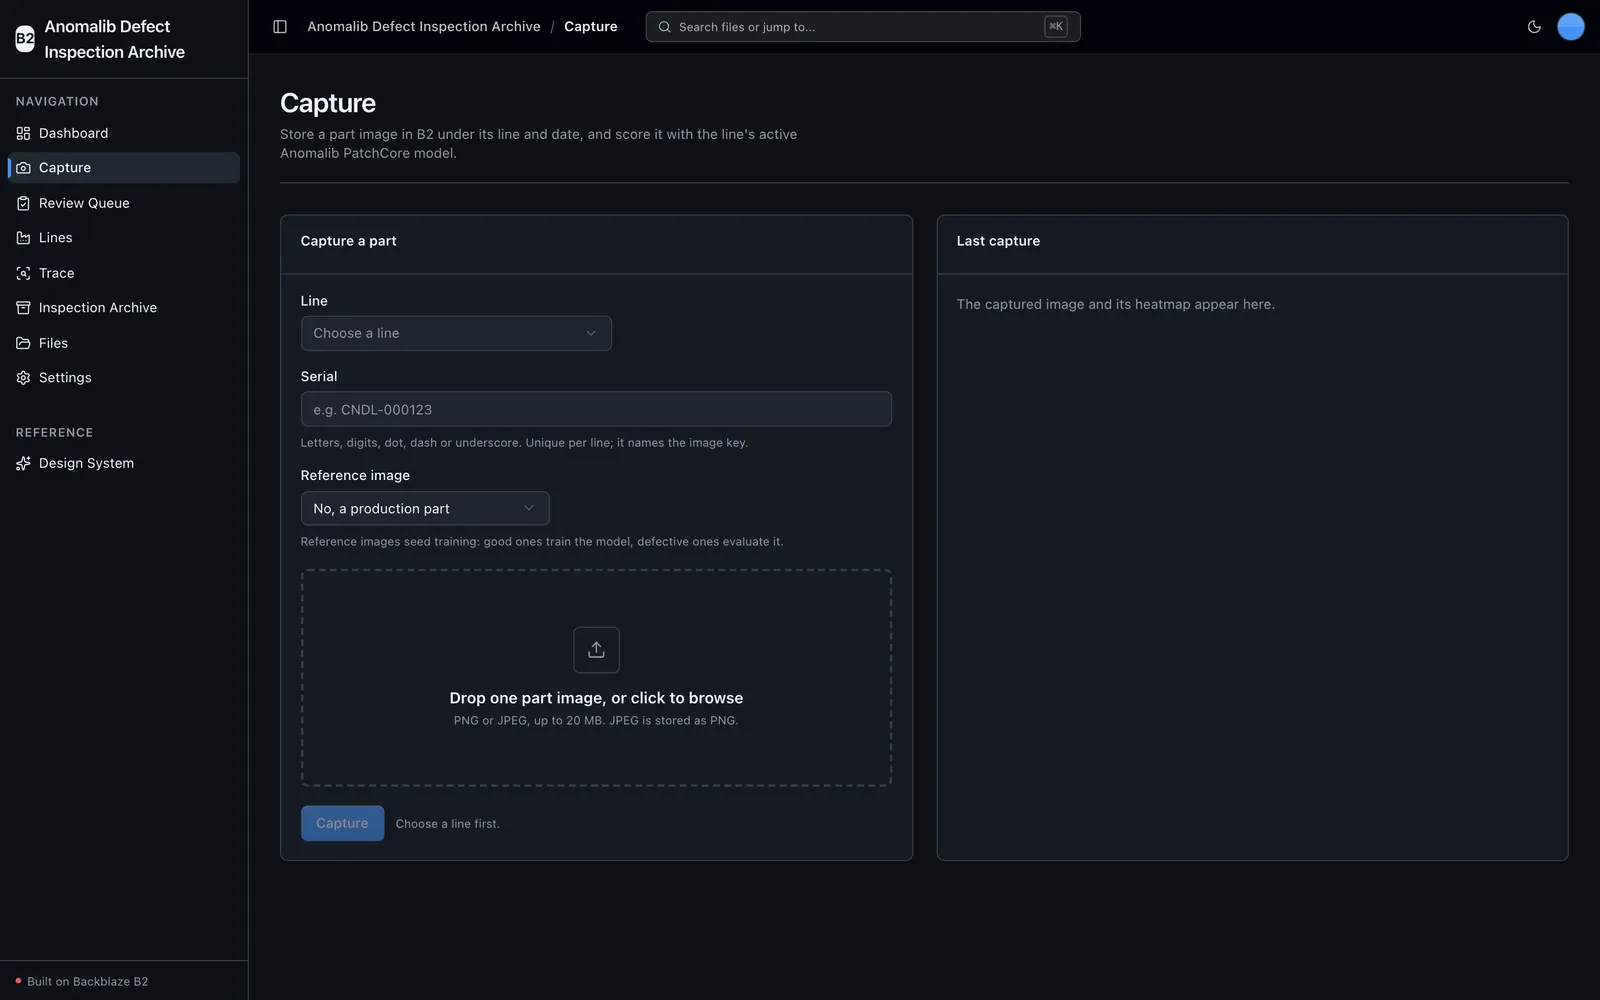 B2
Anomalib Defect
Inspection Archive
NAVIGATION
Dashboard
Capture
Review Queue
Lines
Trace
Inspection Archive
Files
Settings
REFERENCE
Design System
Built on Backblaze B2
Anomalib Defect Inspection Archive / Capture
Search files or jump to...
⌘K
Capture
Store a part image in B2 under its line and date, and score it with the line's active
Anomalib PatchCore model.
Capture a part
Line
Choose a line
Serial
e.g. CNDL-000123
Letters, digits, dot, dash or underscore. Unique per line; it names the image key.
Reference image
No, a production part
Reference images seed training: good ones train the model, defective ones evaluate it.
Drop one part image, or click to browse
PNG or JPEG, up to 20 MB. JPEG is stored as PNG.
Capture
Choose a line first.
Last capture
The captured image and its heatmap appear here.